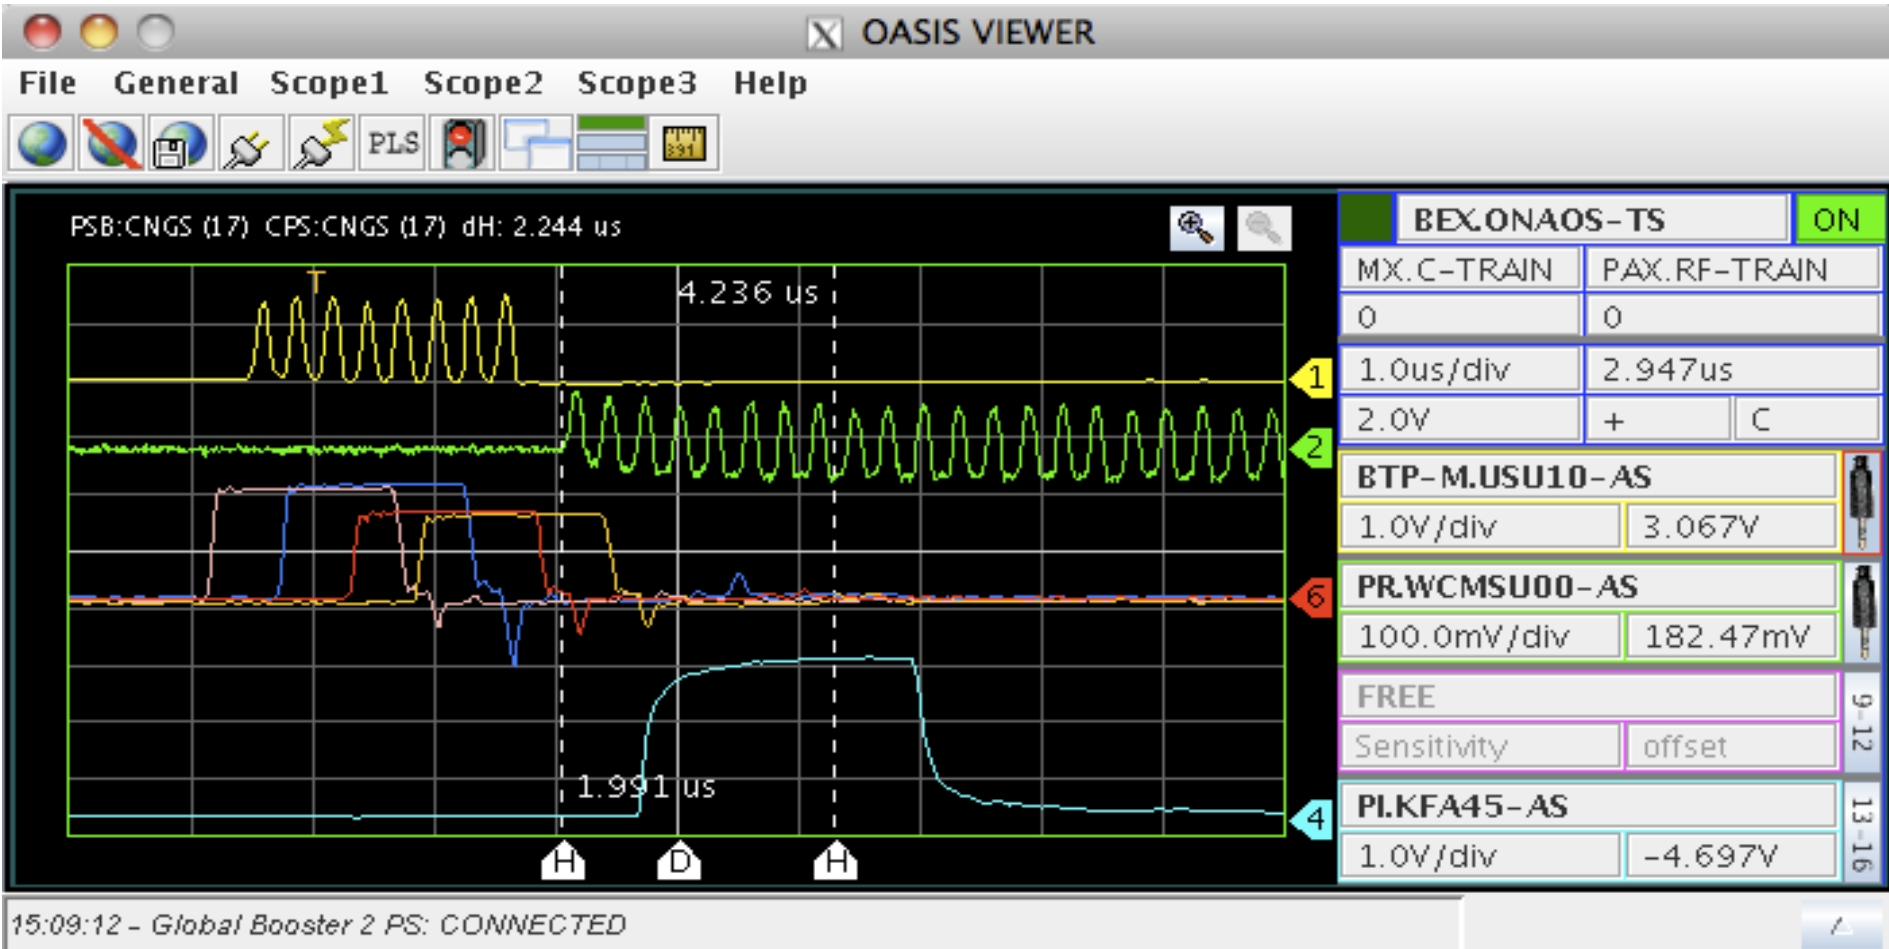 OASIS VIEWER
File General Scope1 Scope2 Scope3 Help
PLS 391
PSB:CNGS (17) CPS:CNGS (17) dH: 2.244 us
T
4.236 us
1
2
6
1.991 us
4
H D H
BEX.ONAOS-TS ON
MX.C-TRAIN PAX.RF-TRAIN
0 0
1.0us/div 2.947us
2.0V + C
BTP-M.USU10-AS
1.0V/div 3.067V
PR.WCMSU00-AS
100.0mV/div 182.47mV
FREE
Sensitivity offset
9-12
PI.KFA45-AS
1.0V/div -4.697V
13-16
15:09:12 - Global Booster 2 PS: CONNECTED